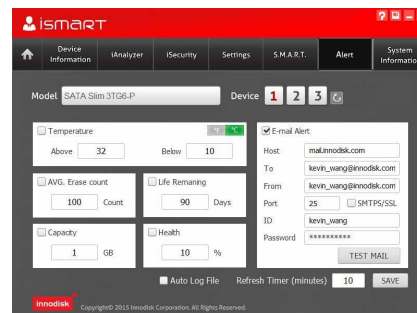 iSMART
? 
Device Information
iAnalyzer
iSecurity
Settings
S.M.A.R.T.
Alert
System Informatio
Model SATA Slim 3TG6-P
Device 1 2 3
Temperature
°F °C
Above 32 Below 10
AVG. Erase count
100 Count
Life Remaning
90 Days
Capacity
1 GB
Health
10 %
E-mail Alert
Host mail.innodisk.com
To kevin_wang@innodisk.com
From kevin_wang@innodisk.com
Port 25 SMTPS/SSL
ID kevin_wang
Password **********
TEST MAIL
Auto Log File Refresh Timer (minutes) 10 SAVE
innodisk Copyright© 2015 Innodisk Corporation. All Rights Reserved.